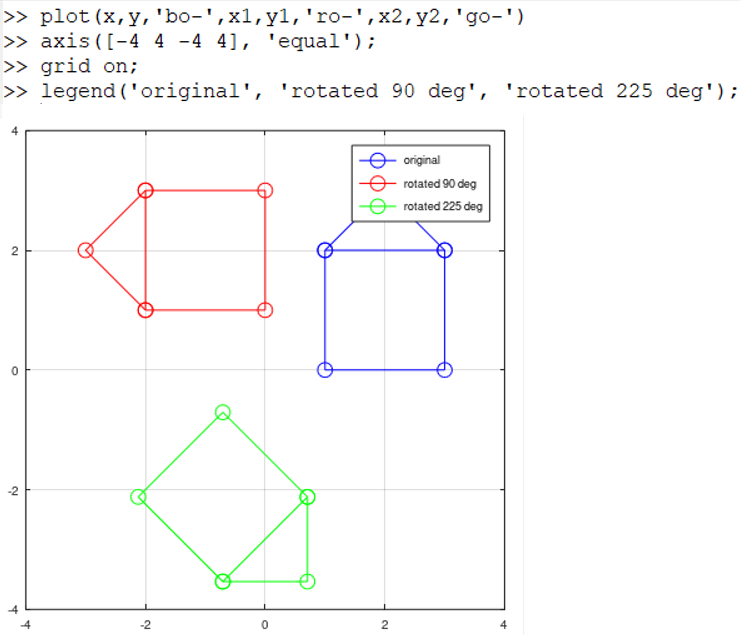 >> plot(x,y,'bo-',x1,y1,'ro-',x2,y2,'go-')
>> axis([-4 4 -4 4], 'equal');
>> grid on;
>> legend('original', 'rotated 90 deg', 'rotated 225 deg');
4
original
rotated 90 deg
rotated 225 deg
2
0
-2
-4
-4 -2 0 2 4